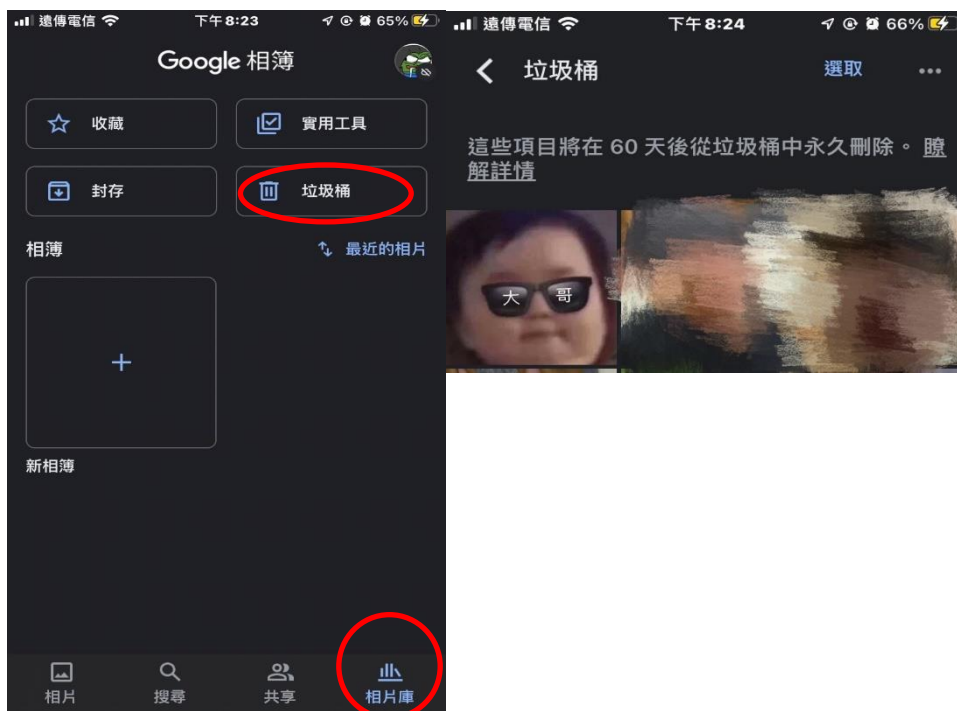 遠傳電信 下午8:23 65%
Google 相簿
收藏 實用工具
封存 垃圾桶
相簿 最近的相片
新相簿
相片 搜尋 共享 相片庫
遠傳電信 下午8:24 66%
垃圾桶 選取
這些項目將在 60 天後從垃圾桶中永久刪除。瞭
解詳情
大 哥